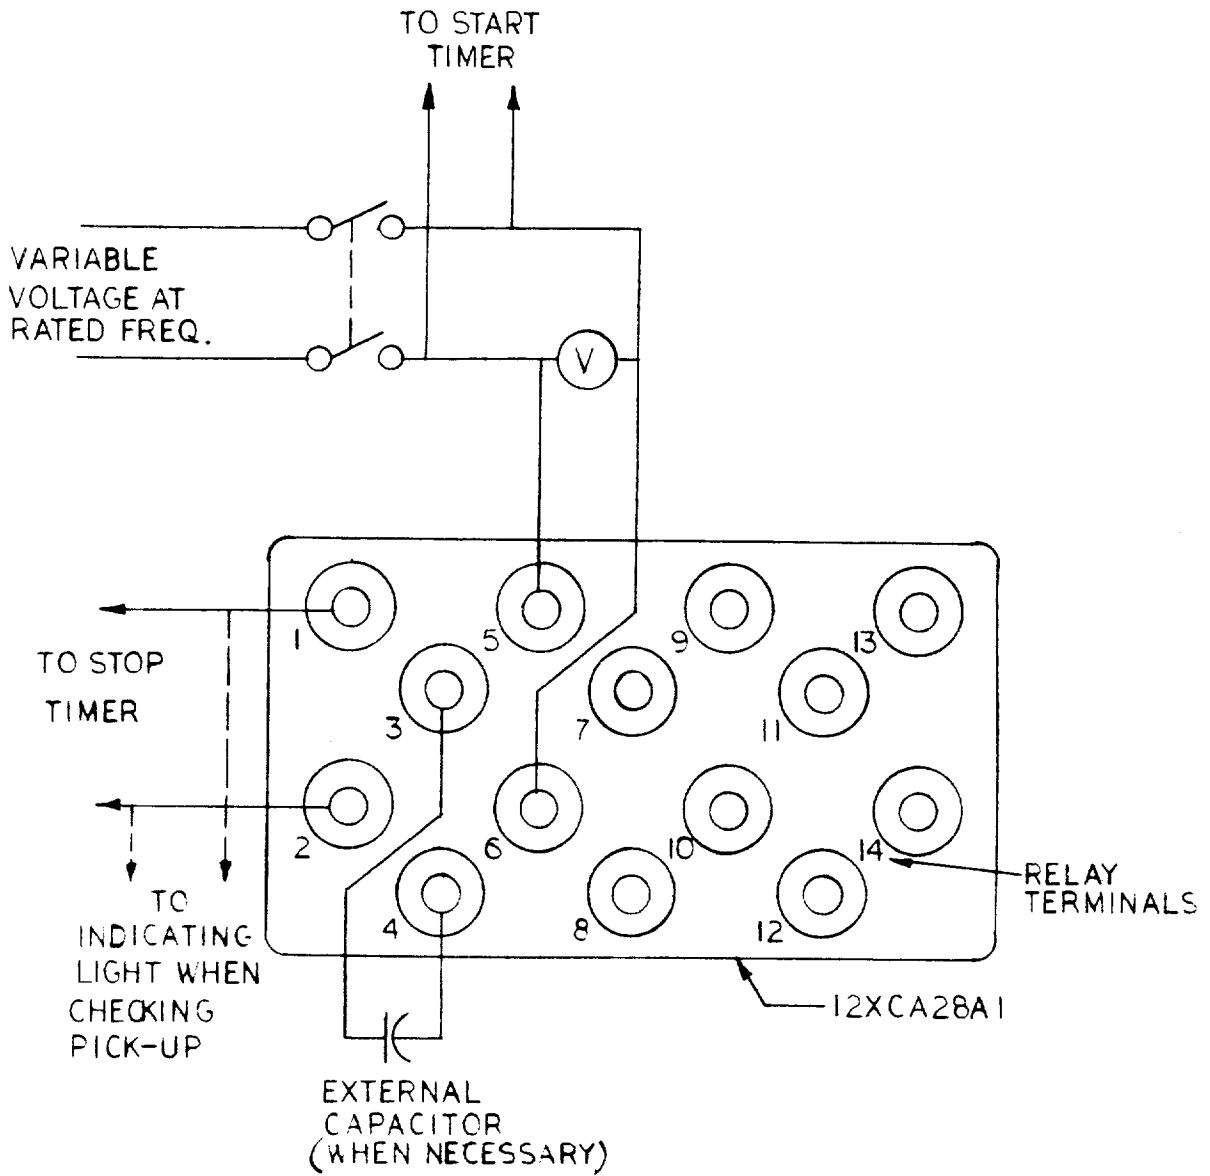 TO START
TIMER
VARIABLE
VOLTAGE AT
RATED FREQ.
V
1
5
9
13
TO STOP
TIMER
3
7
11
2
6
10
14
RELAY
TERMINALS
4
8
12
TO
INDICATING
LIGHT WHEN
CHECKING
PICK-UP
12XCA28A1
EXTERNAL
CAPACITOR
(WHEN NECESSARY)